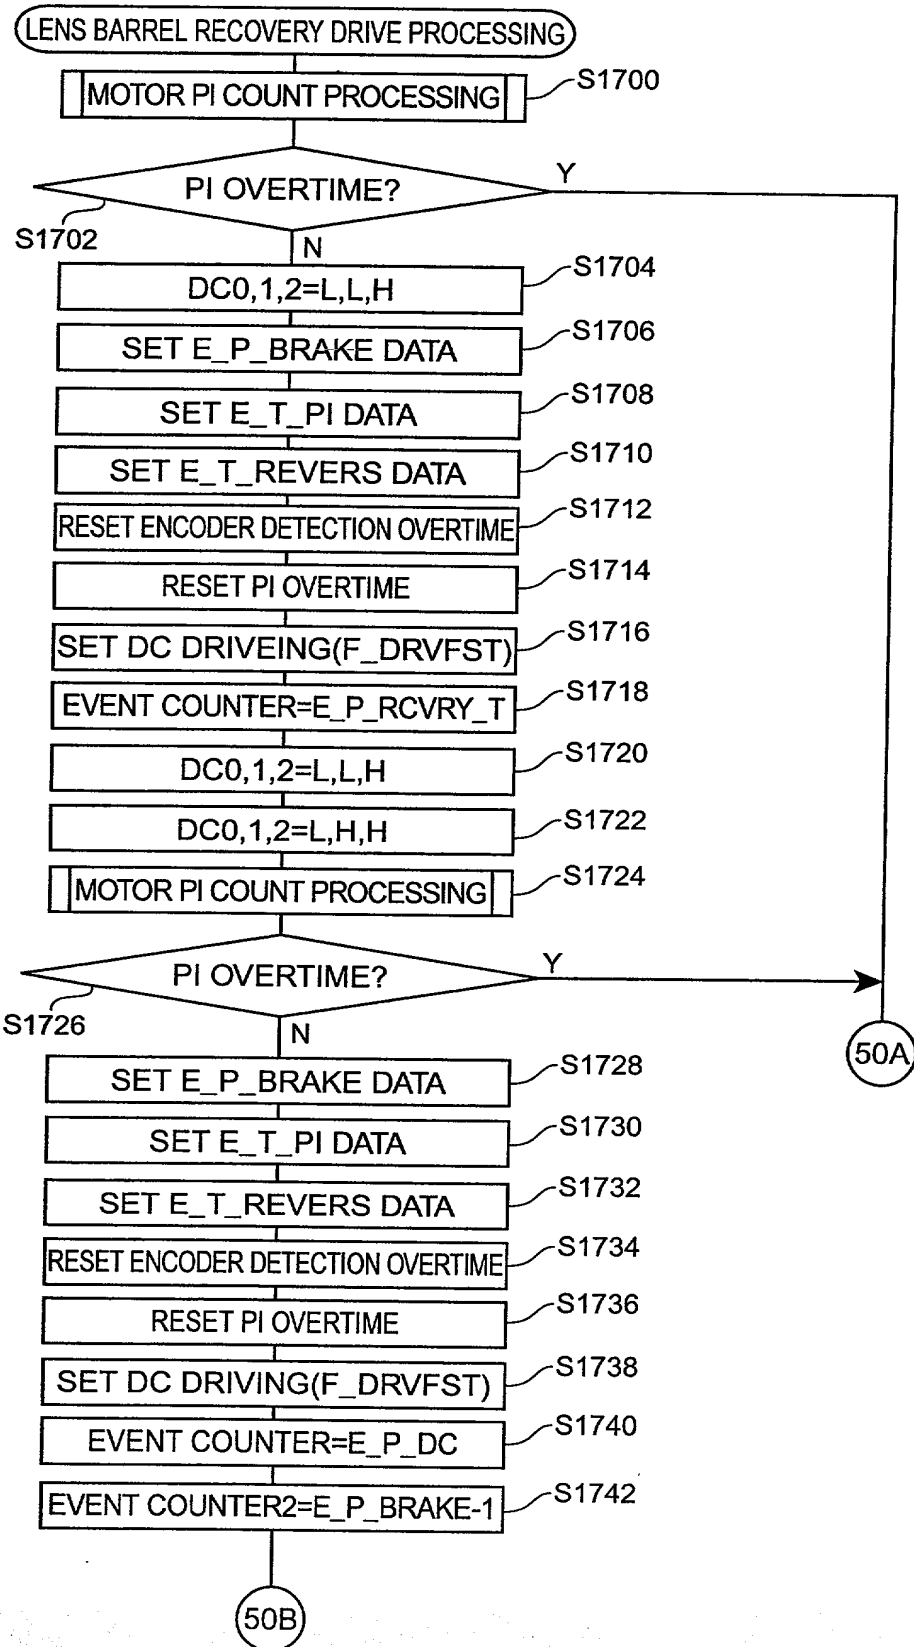 LENS BARREL RECOVERY DRIVE PROCESSING
MOTOR PI COUNT PROCESSING
S1700
PI OVERTIME?
Y
S1702
N
DC0,1,2=L,L,H
S1704
SET E_P_BRAKE DATA
S1706
SET E_T_PI DATA
S1708
SET E_T_REVERS DATA
S1710
RESET ENCODER DETECTION OVERTIME
S1712
RESET PI OVERTIME
S1714
SET DC DRIVEING(F_DRVFST)
S1716
EVENT COUNTER=E_P_RCVRY_T
S1718
DC0,1,2=L,L,H
S1720
DC0,1,2=L,H,H
S1722
MOTOR PI COUNT PROCESSING
S1724
PI OVERTIME?
Y
S1726
N
50A
SET E_P_BRAKE DATA
S1728
SET E_T_PI DATA
S1730
SET E_T_REVERS DATA
S1732
RESET ENCODER DETECTION OVERTIME
S1734
RESET PI OVERTIME
S1736
SET DC DRIVING(F_DRVFST)
S1738
EVENT COUNTER=E_P_DC
S1740
EVENT COUNTER2=E_P_BRAKE-1
S1742
50B